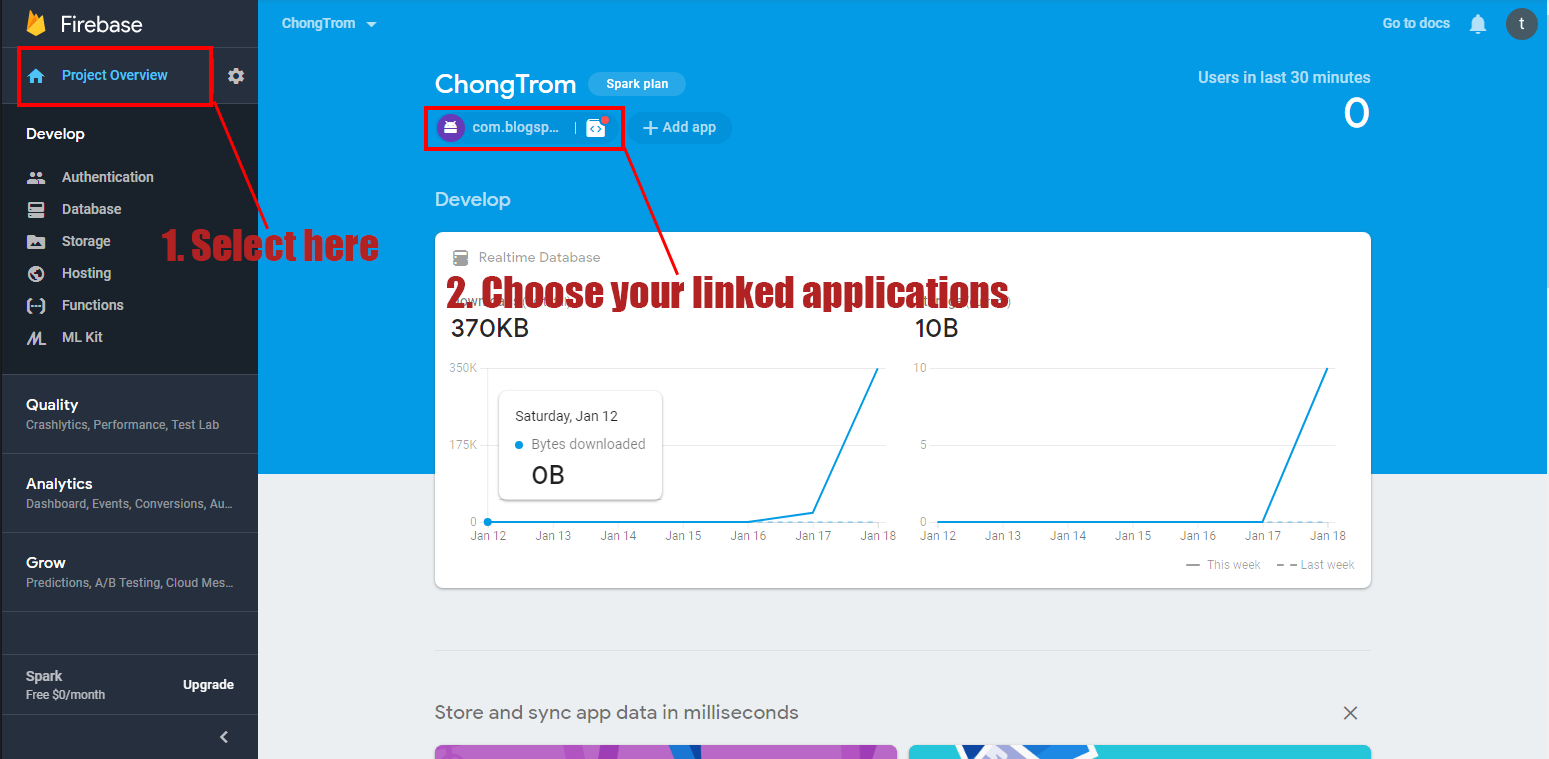 Firebase
Project Overview
Develop
Authentication
Database
Storage
Hosting
Functions
ML Kit
Quality
Crashlytics, Performance, Test Lab
Analytics
Dashboard, Events, Conversions, Au...
Grow
Predictions, A/B Testing, Cloud Mes...
Spark
Free $0/month
Upgrade
ChongTrom
Go to docs
t
ChongTrom
Spark plan
Users in last 30 minutes
0
com.blogsp...
Add app
1. Select here
Develop
Realtime Database
2. Choose your linked applications
370KB
10B
350K
175K
0
Saturday, Jan 12
Bytes downloaded
0B
Jan 12 Jan 13 Jan 14 Jan 15 Jan 16 Jan 17 Jan 18
10
5
0
Jan 12 Jan 13 Jan 14 Jan 15 Jan 16 Jan 17 Jan 18
This week Last week
Store and sync app data in milliseconds